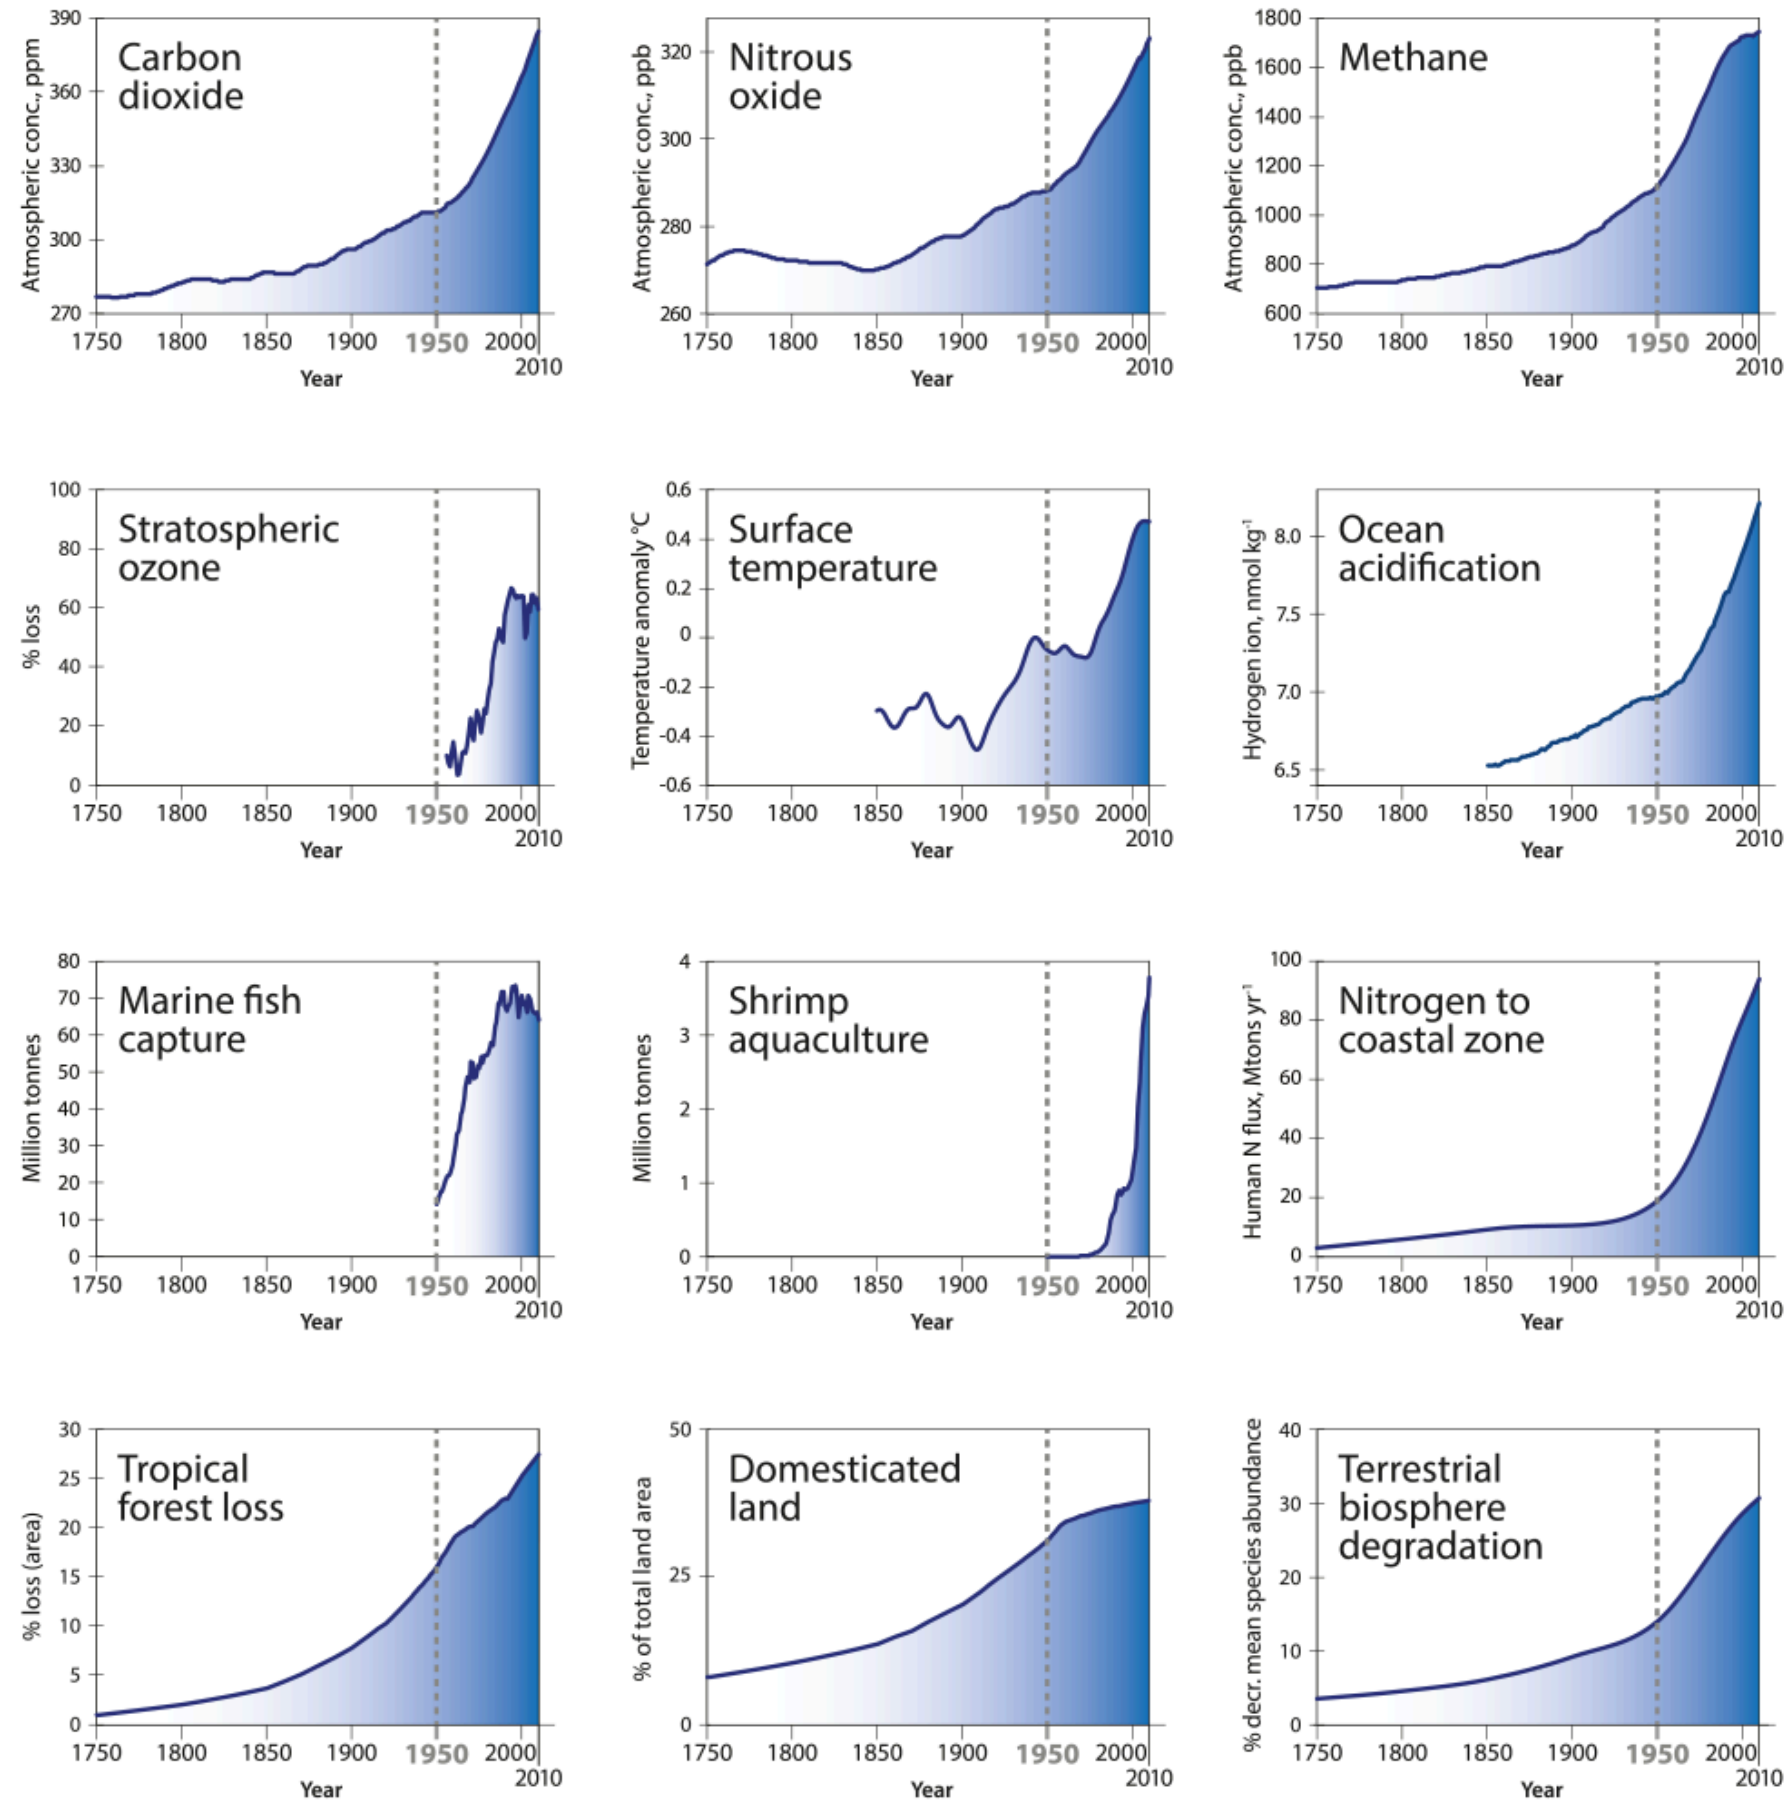 Carbon
dioxide
Atmospheric conc., ppm
390
360
330
300
270
1750 1800 1850 1900 1950 2000
2010
Year
Nitrous
oxide
Atmospheric conc., ppb
320
300
280
260
1750 1800 1850 1900 1950 2000
2010
Year
Methane
Atmospheric conc., ppb
1800
1600
1400
1200
1000
800
600
1750 1800 1850 1900 1950 2000
2010
Year
Stratospheric
ozone
% loss
100
80
60
40
20
0
1750 1800 1850 1900 1950 2000
2010
Year
Surface
temperature
Temperature anomaly °C
0.6
0.4
0.2
0
-0.2
-0.4
-0.6
1750 1800 1850 1900 1950 2000
2010
Year
Ocean
acidification
Hydrogen ion, nmol kg⁻¹
8.0
7.5
7.0
6.5
1750 1800 1850 1900 1950 2000
2010
Year
Marine fish
capture
Million tonnes
80
70
60
50
40
30
20
10
0
1750 1800 1850 1900 1950 2000
2010
Year
Shrimp
aquaculture
Million tonnes
4
3
2
1
0
1750 1800 1850 1900 1950 2000
2010
Year
Nitrogen to
coastal zone
Human N flux, Mtons yr⁻¹
100
80
60
40
20
0
1750 1800 1850 1900 1950 2000
2010
Year
Tropical
forest loss
% loss (area)
30
25
20
15
10
5
0
1750 1800 1850 1900 1950 2000
2010
Year
Domesticated
land
% of total land area
50
25
0
1750 1800 1850 1900 1950 2000
2010
Year
Terrestrial
biosphere
degradation
% decr. mean species abundance
40
30
20
10
0
1750 1800 1850 1900 1950 2000
2010
Year